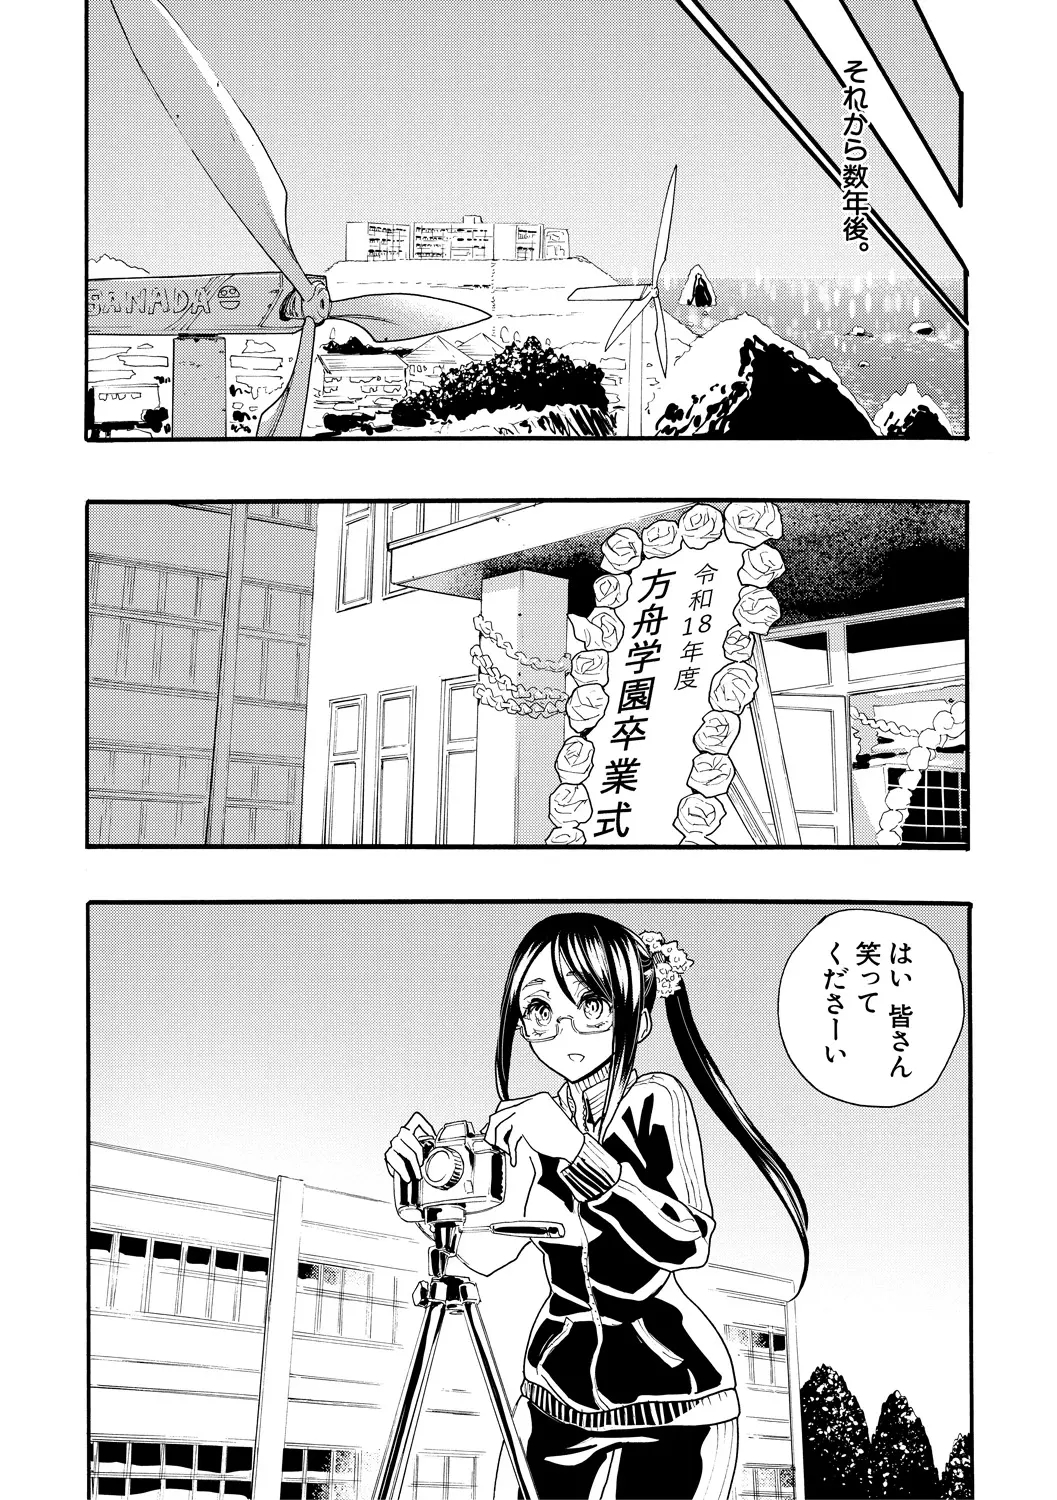 それから数年後。
SANADA
令和18年度
方舟学園卒業式
はい 皆さん
笑って
くださーい